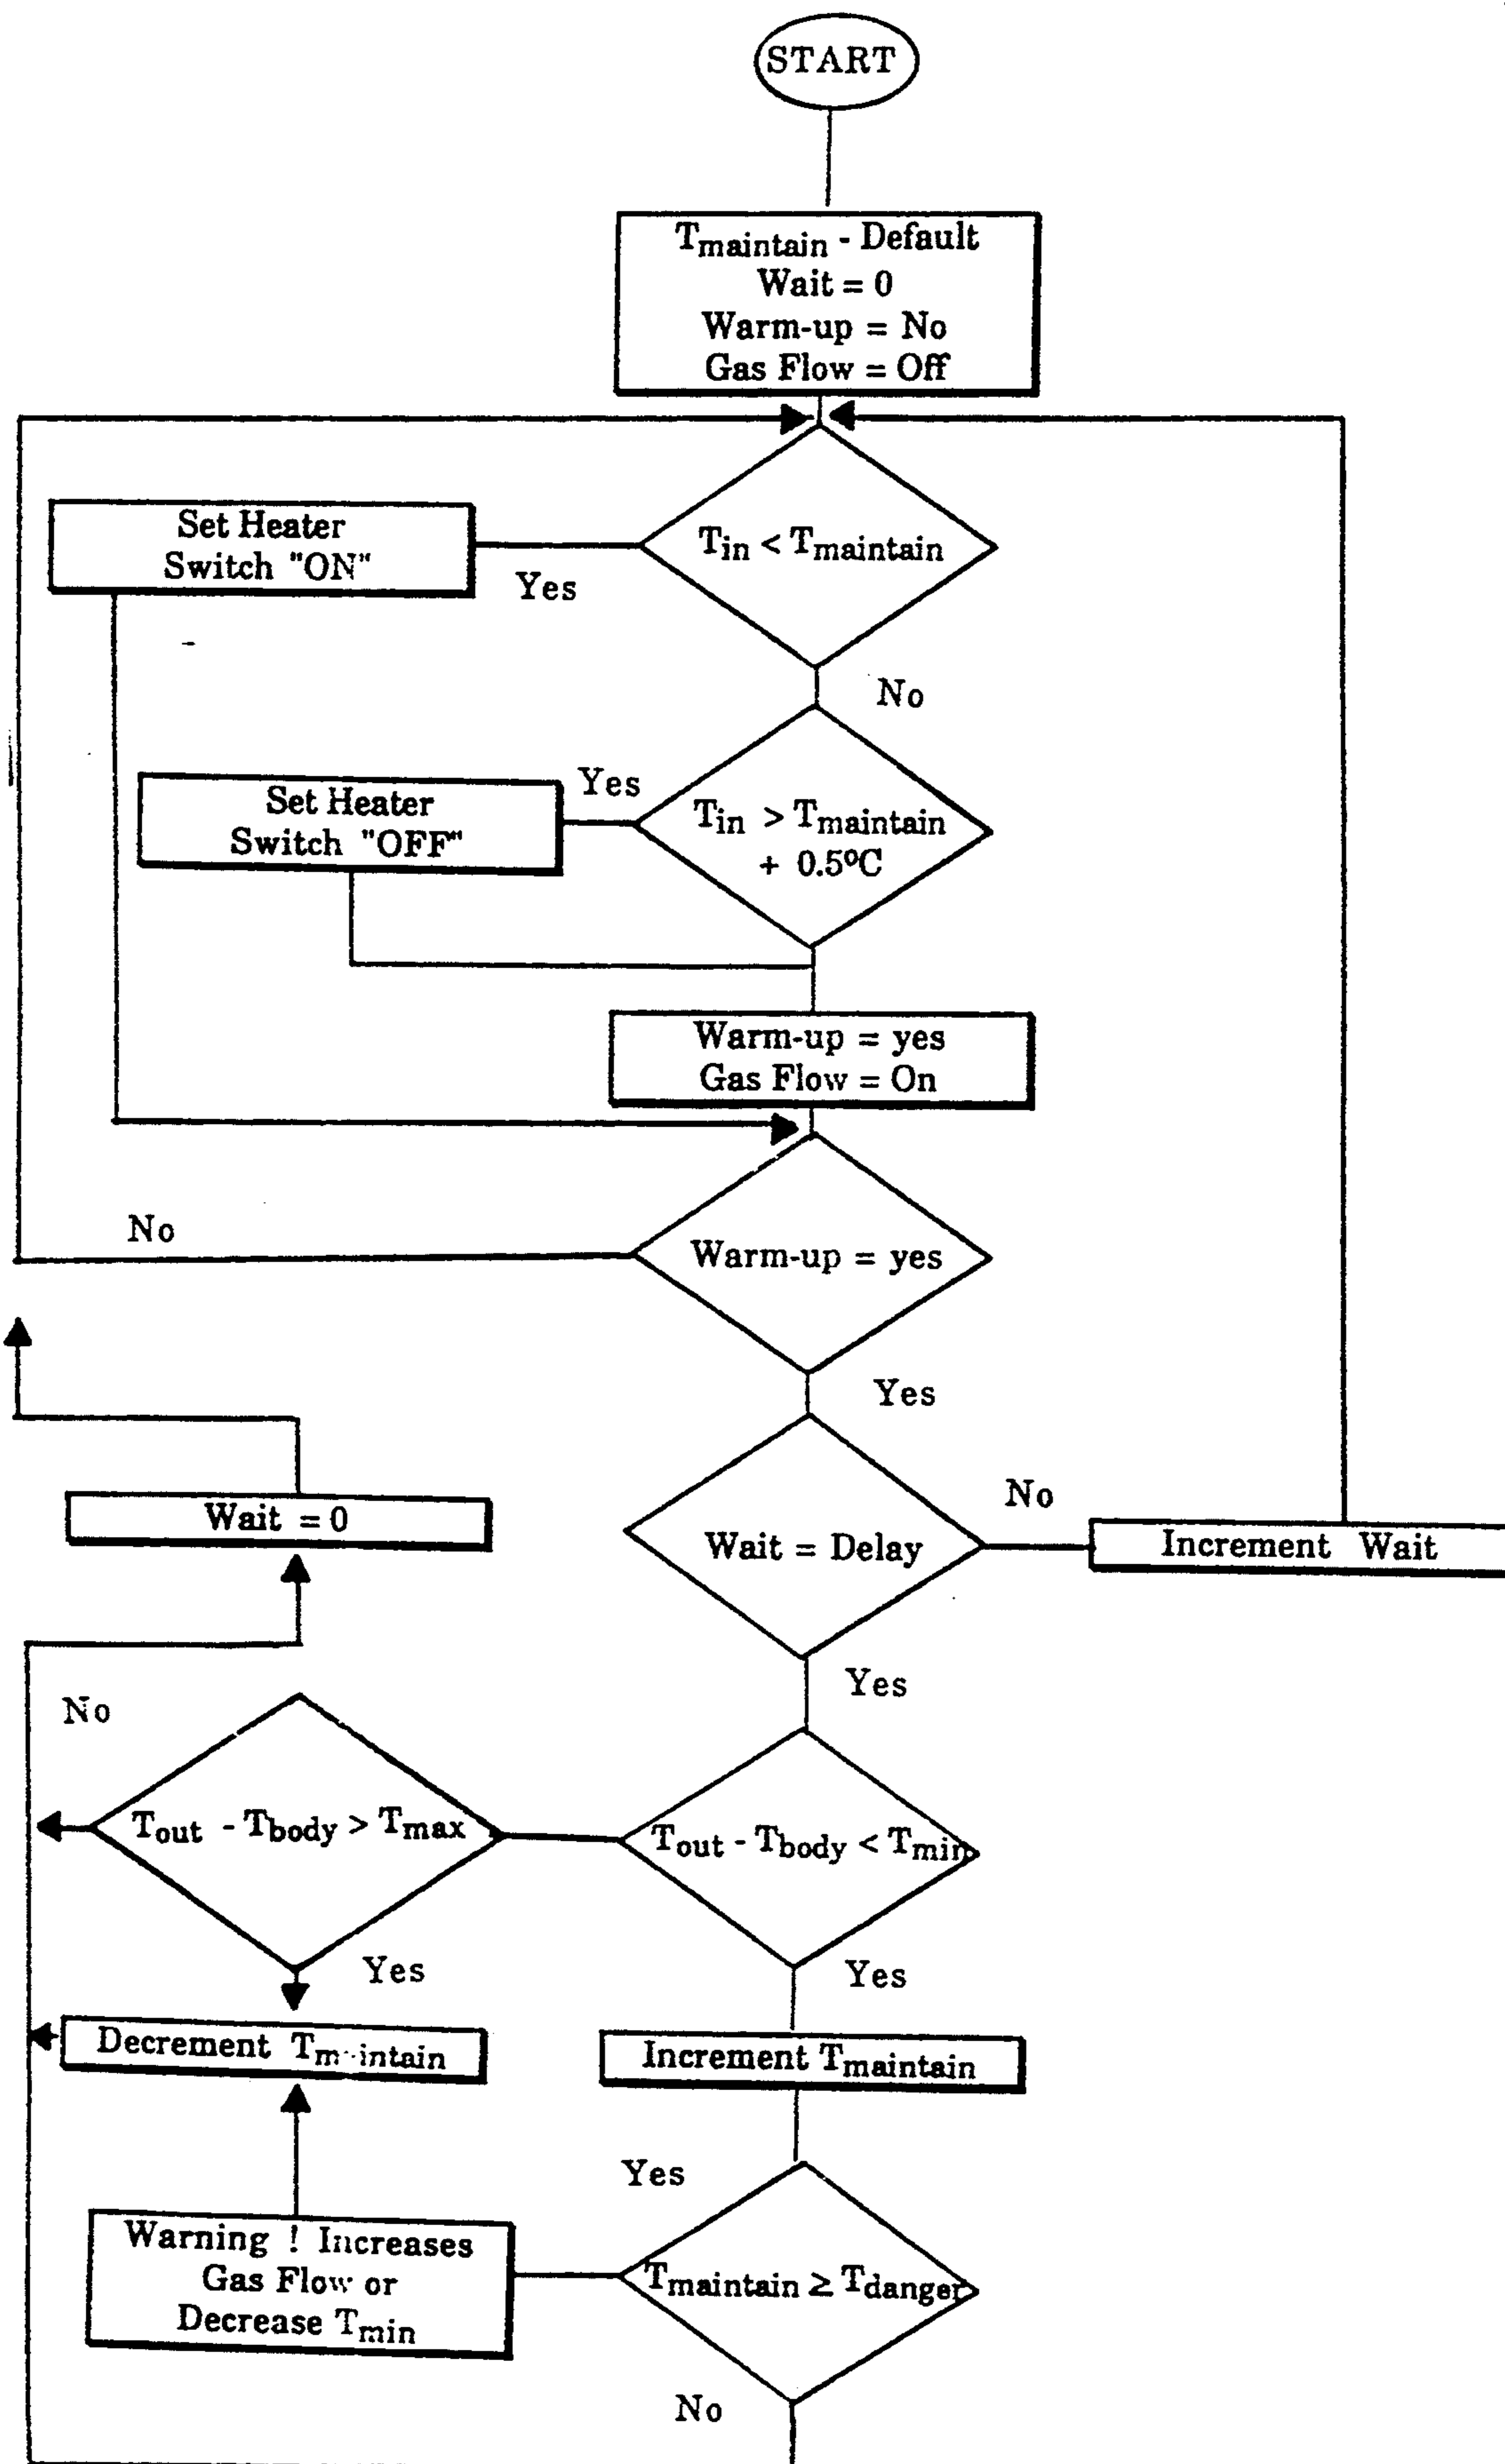 START
Tmaintain - Default
Wait = 0
Warm-up = No
Gas Flow = Off
Set Heater
Switch "ON"
Yes
Tin < Tmaintain
No
Set Heater
Switch "OFF"
Yes
Tin > Tmaintain
+ 0.5ºC
Warm-up = yes
Gas Flow = On
No
Warm-up = yes
Yes
Wait = 0
Wait = Delay
No
Increment Wait
Yes
No
Tout - Tbody > Tmax
Tout - Tbody < Tmin
Yes
Yes
Decrement Tmaintain
Increment Tmaintain
Yes
Warning ! Increases
Gas Flow or
Decrease Tmin
Tmaintain ≥ Tdanger
No